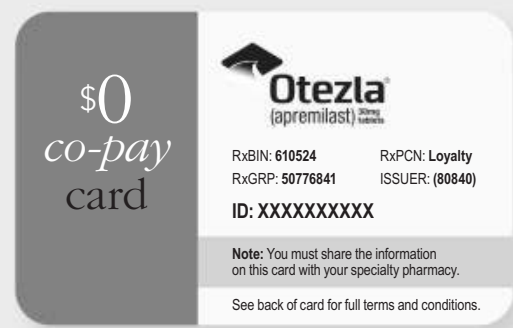 $0
co-pay
card
Otezla®
(apremilast) 30mg tablets
RxBIN: 610524 RxPCN: Loyalty
RxGRP: 50776841 ISSUER: (80840)
ID: XXXXXXXXXX
Note: You must share the information
on this card with your specialty pharmacy.
See back of card for full terms and conditions.